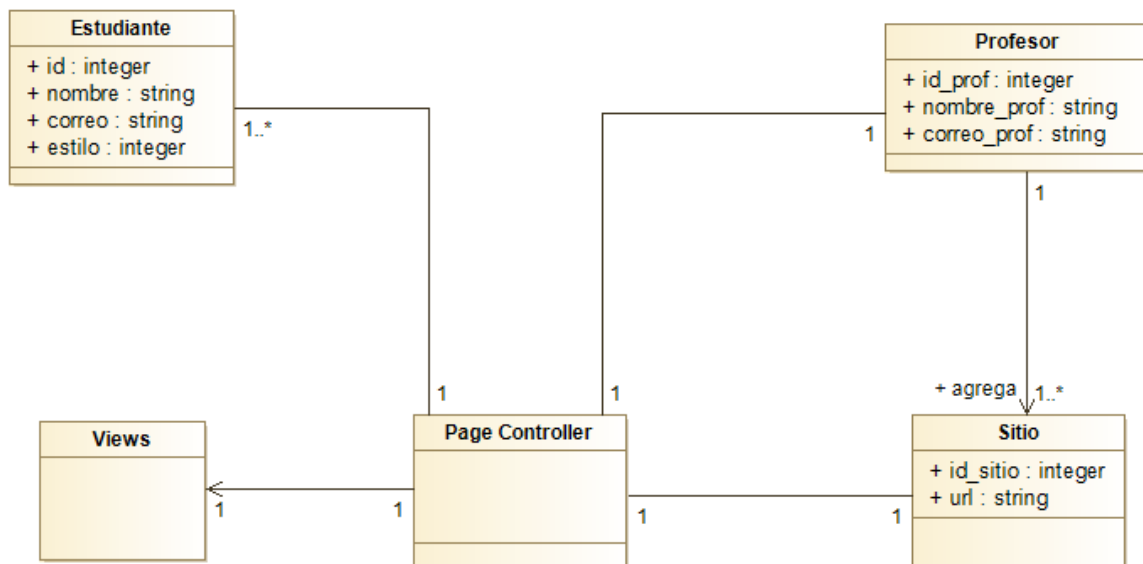 Estudiante
+ id : integer
+ nombre : string
+ correo : string
+ estilo : integer
1..*
Profesor
+ id_prof : integer
+ nombre_prof : string
+ correo_prof : string
1
1
1
1
+ agrega
1..*
Views
Page Controller
Sitio
+ id_sitio : integer
+ url : string
1
1
1
1